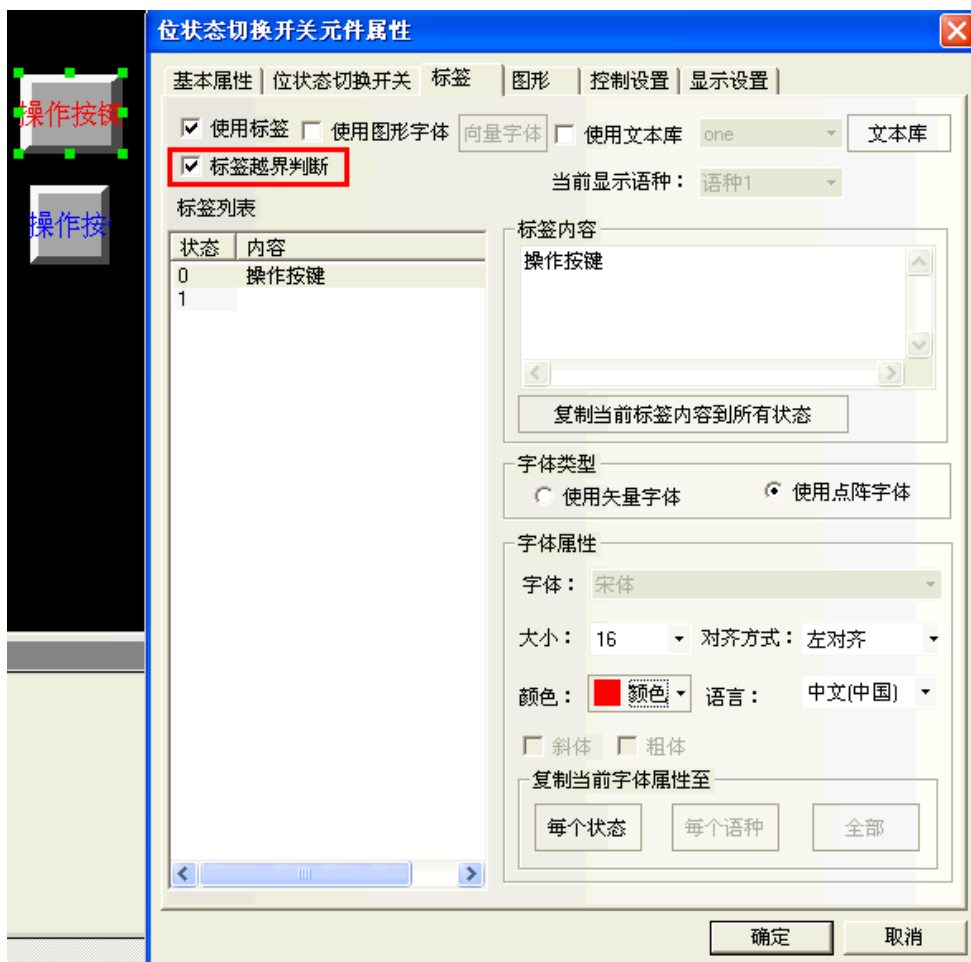 位状态切换开关元件属性
基本属性 位状态切换开关 标签 图形 控制设置 显示设置
操作按键
使用标签 使用图形字体 向量字体 使用文本库 one 文本库
标签越界判断
当前显示语种： 语种1
操作按
标签列表
状态 内容
0 操作按键
1
标签内容
操作按键
复制当前标签内容到所有状态
字体类型
使用矢量字体 使用点阵字体
字体属性
字体： 宋体
大小： 16 对齐方式： 左对齐
颜色： 颜色 语言： 中文(中国)
斜体 粗体
复制当前字体属性至
每个状态 每个语种 全部
确定 取消